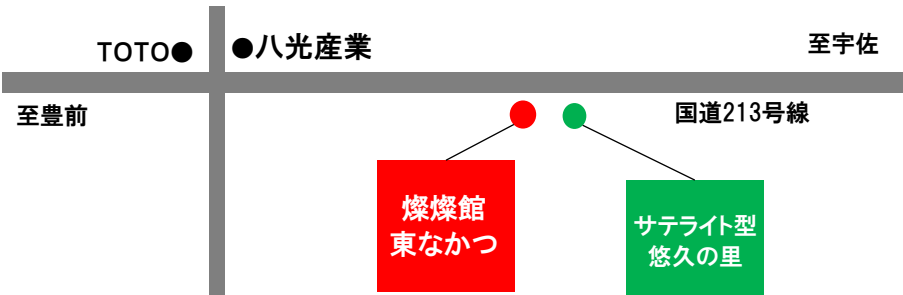 TOTO●
●八光産業
至宇佐
至豊前
国道213号線
燦燦館
東なかつ
サテライト型
悠久の里